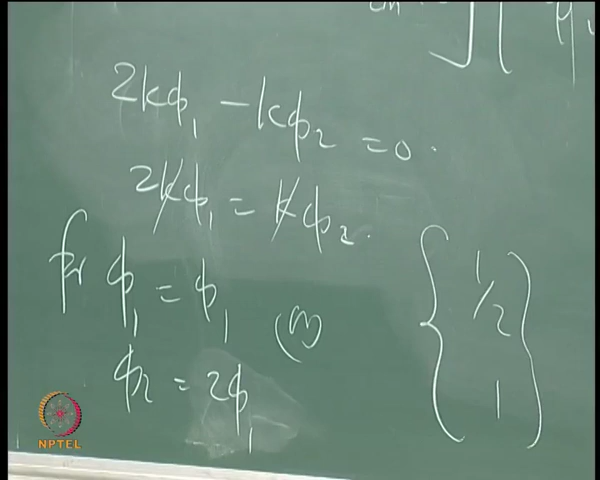 2kϕ₁ - kϕ₂ = 0.
2kϕ₁ = kϕ₂.
for ϕ₁ = ϕ₁
ϕ₂ = 2ϕ₁
{ 1/2
1 }
NPTEL